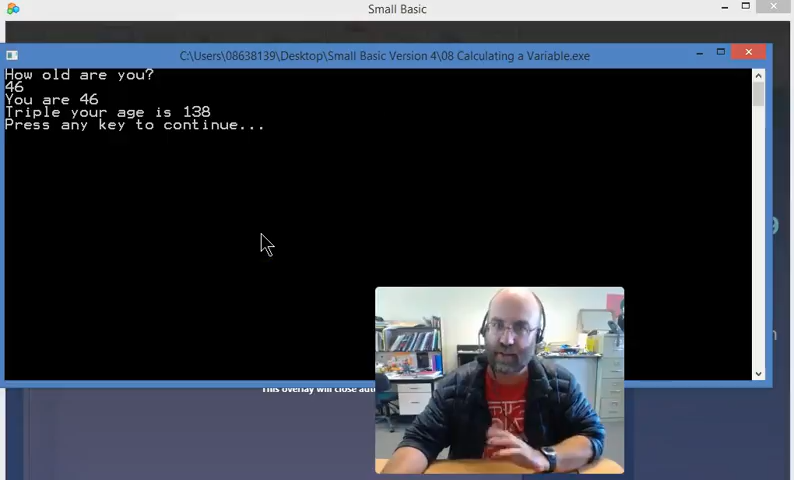 Small Basic
C:\Users\08638139\Desktop\Small Basic Version 4\08 Calculating a Variable.exe
How old are you?
46
You are 46
Triple your age is 138
Press any key to continue...
This overlay will close